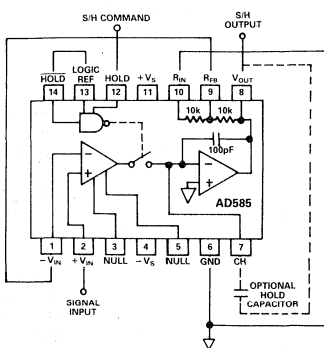 S/H COMMAND
S/H OUTPUT
HOLD LOGIC REF HOLD +VS RIN RFB VOUT
14 13 12 11 10 9 8
10k 10k
100pF
− + − +
AD585
1 2 3 4 5 6 7
−VIN +VIN NULL −VS NULL GND CH
SIGNAL INPUT
OPTIONAL HOLD CAPACITOR